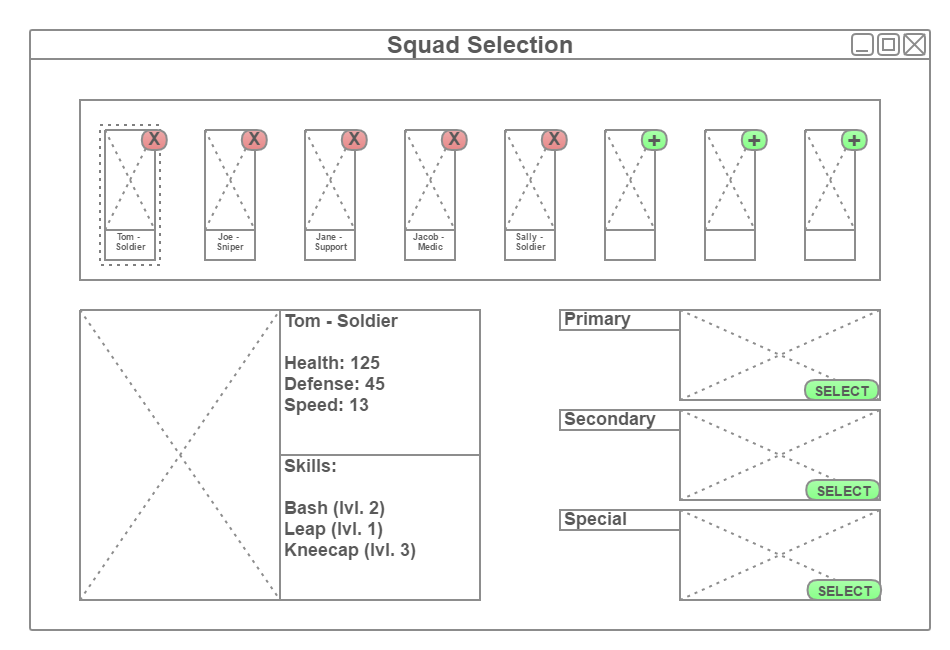 Squad Selection
X X X X X + + +
Tom -
Soldier
Joe -
Sniper
Jane -
Support
Jacob -
Medic
Sally -
Soldier
Tom - Soldier
Health: 125
Defense: 45
Speed: 13
Skills:
Bash (lvl. 2)
Leap (lvl. 1)
Kneecap (lvl. 3)
Primary
SELECT
Secondary
SELECT
Special
SELECT